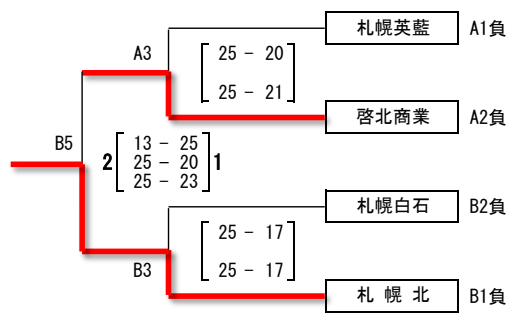 札幌英藍 A1負
A3
25 － 20
25 － 21
啓北商業 A2負
B5
2 13 － 25 1
25 － 20
25 － 23
札幌白石 B2負
25 － 17
25 － 17
B3
札 幌 北 B1負